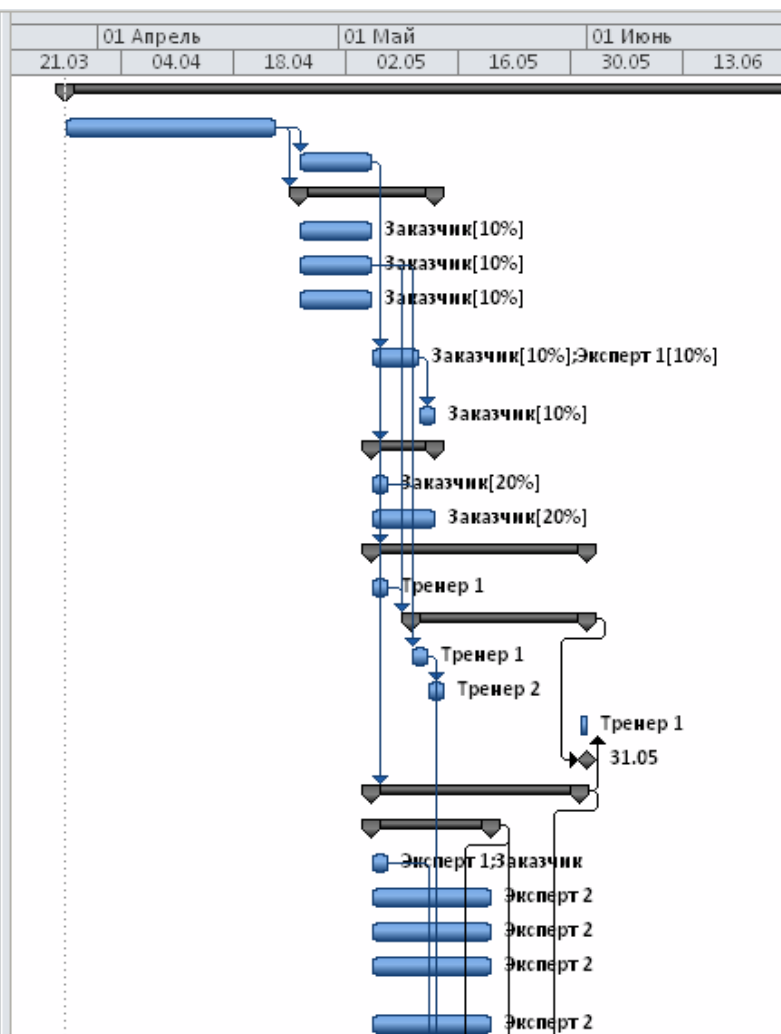 01 Апрель 01 Май 01 Июнь
21.03 04.04 18.04 02.05 16.05 30.05 13.06
Заказчик[10%]
Заказчик[10%]
Заказчик[10%]
Заказчик[10%];Эксперт 1[10%]
Заказчик[10%]
Заказчик[20%]
Заказчик[20%]
Тренер 1
Тренер 1
Тренер 2
Тренер 1
31.05
Эксперт 1;Заказчик
Эксперт 2
Эксперт 2
Эксперт 2
Эксперт 2